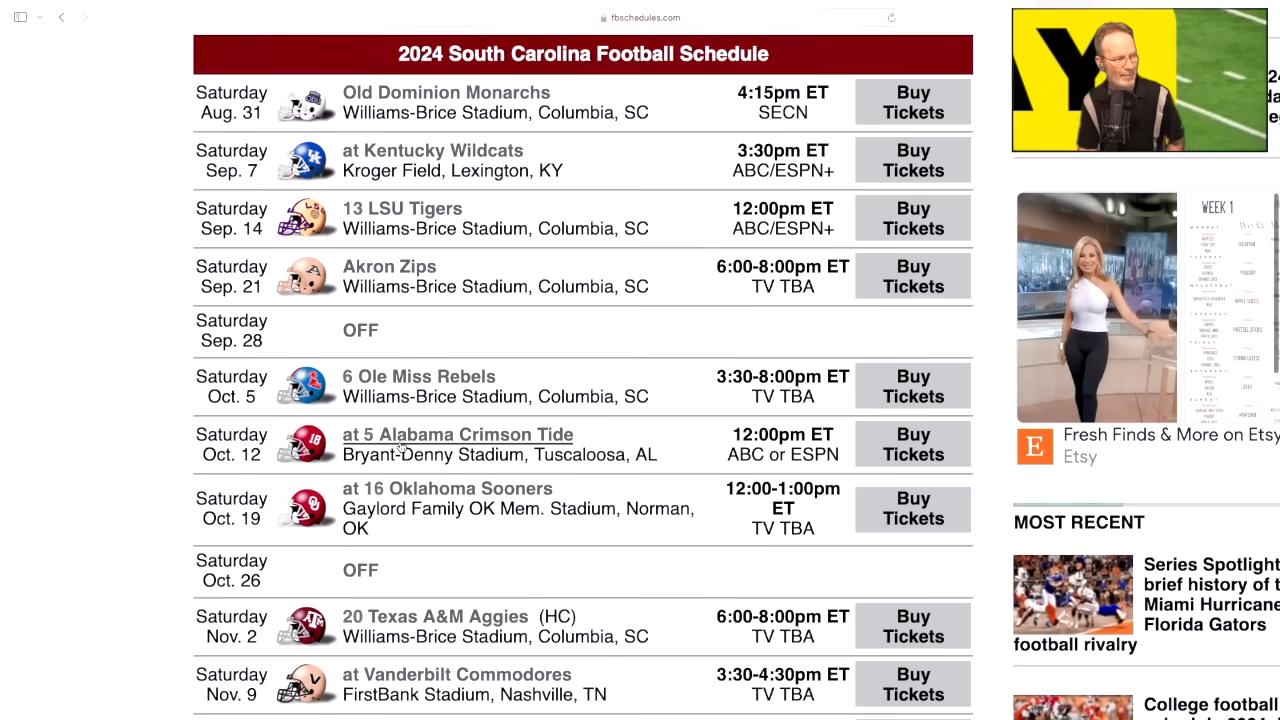 fbschedules.com
2024 South Carolina Football Schedule
Saturday Aug. 31
Old Dominion Monarchs
Williams-Brice Stadium, Columbia, SC
4:15pm ET
SECN
Buy Tickets
Saturday Sep. 7
at Kentucky Wildcats
Kroger Field, Lexington, KY
3:30pm ET
ABC/ESPN+
Buy Tickets
Saturday Sep. 14
13 LSU Tigers
Williams-Brice Stadium, Columbia, SC
12:00pm ET
ABC/ESPN+
Buy Tickets
Saturday Sep. 21
Akron Zips
Williams-Brice Stadium, Columbia, SC
6:00-8:00pm ET
TV TBA
Buy Tickets
Saturday Sep. 28
OFF
Saturday Oct. 5
6 Ole Miss Rebels
Williams-Brice Stadium, Columbia, SC
3:30-8:00pm ET
TV TBA
Buy Tickets
Saturday Oct. 12
at 5 Alabama Crimson Tide
Bryant-Denny Stadium, Tuscaloosa, AL
12:00pm ET
ABC or ESPN
Buy Tickets
Saturday Oct. 19
at 16 Oklahoma Sooners
Gaylord Family OK Mem. Stadium, Norman,
OK
12:00-1:00pm
ET
TV TBA
Buy Tickets
Saturday Oct. 26
OFF
Saturday Nov. 2
20 Texas A&M Aggies (HC)
Williams-Brice Stadium, Columbia, SC
6:00-8:00pm ET
TV TBA
Buy Tickets
Saturday Nov. 9
at Vanderbilt Commodores
FirstBank Stadium, Nashville, TN
3:30-4:30pm ET
TV TBA
Buy Tickets
AY
WEEK 1
Fresh Finds & More on Etsy
Etsy
MOST RECENT
Series Spotlight
brief history of t
Miami Hurricane
Florida Gators
football rivalry
College football